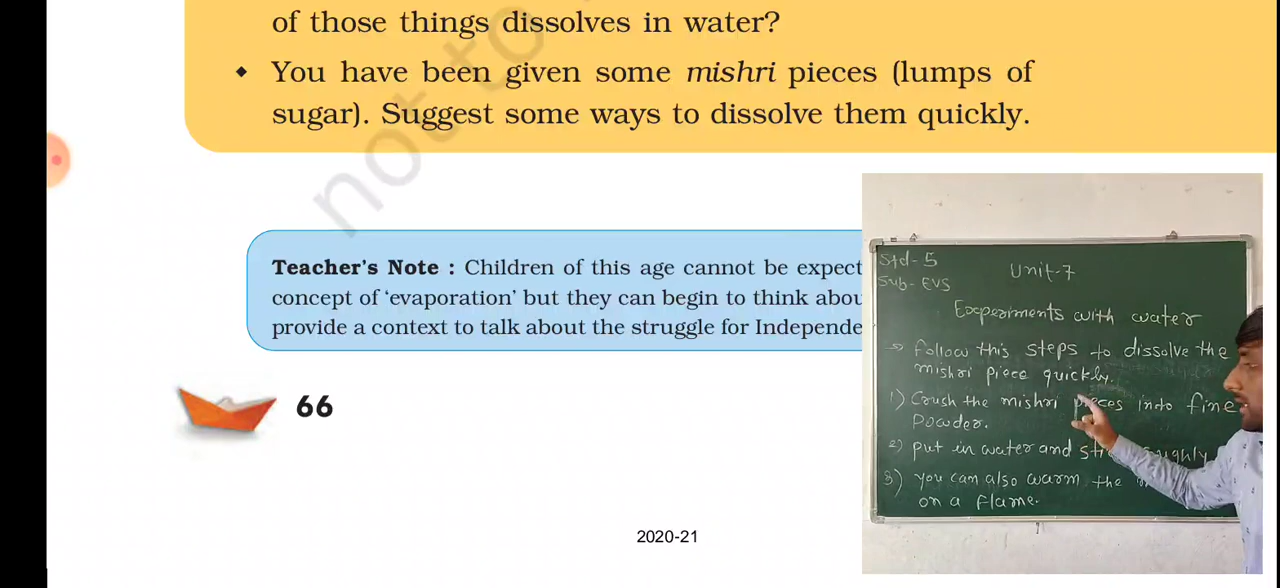 of those things dissolves in water?
◆ You have been given some mishri pieces (lumps of
sugar). Suggest some ways to dissolve them quickly.
not to
Teacher's Note : Children of this age cannot be expect
concept of 'evaporation' but they can begin to think abou
provide a context to talk about the struggle for Independe
66
2020-21
Std-5
Sub-EVS
Unit-7
Experiments with water
→ Follow this steps to dissolve the
mishri piece quickly.
1) Crush the mishri pieces into fine
powder.
2) put in water and
3) you can also warm the
on a flame.